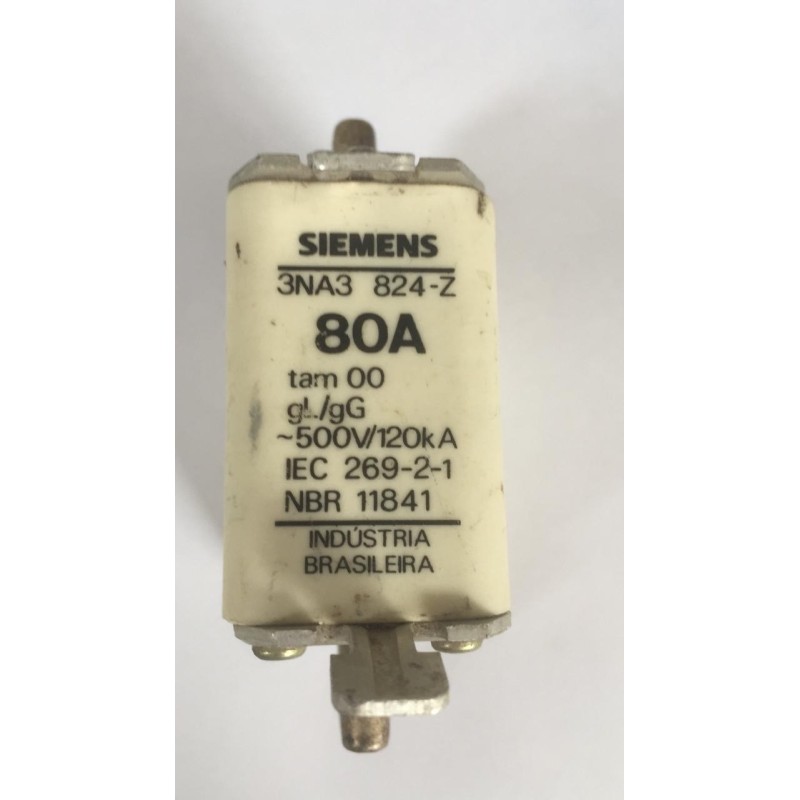 SIEMENS
3NA3 824-Z
80A
tam 00
gL/gG
~500V/120kA
IEC 269-2-1
NBR 11841
INDÚSTRIA
BRASILEIRA